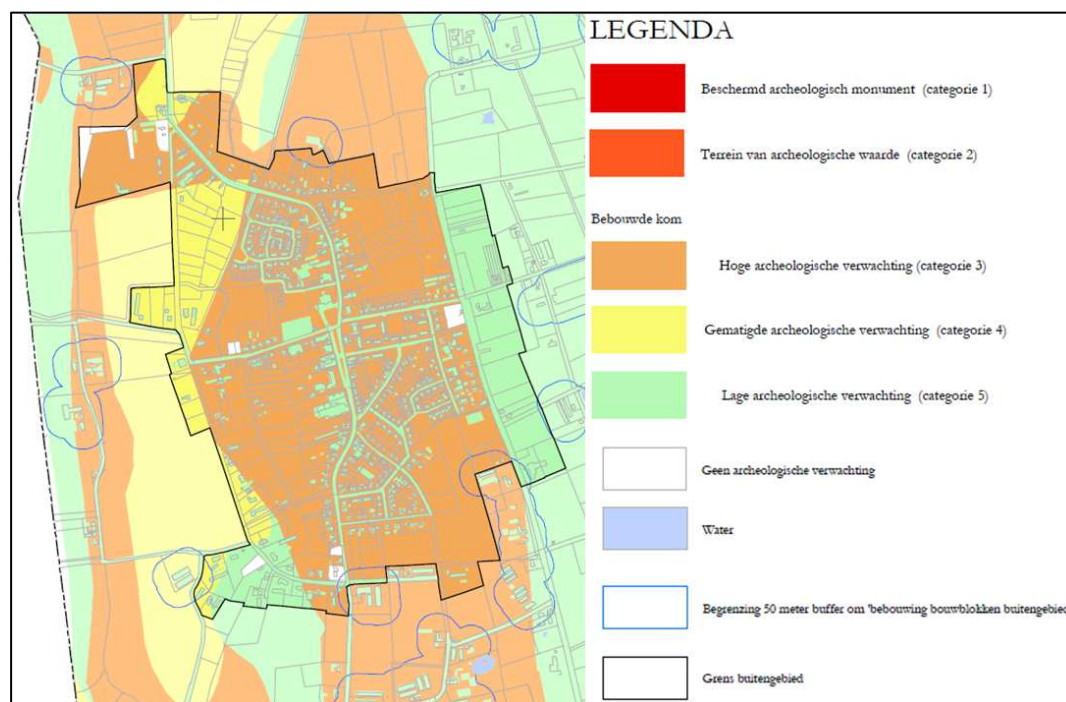 LEGENDA
Beschermd archeologisch monument (categorie 1)
Terrein van archeologische waarde (categorie 2)
Bebouwde kom
Hoge archeologische verwachting (categorie 3)
Gematigde archeologische verwachting (categorie 4)
Lage archeologische verwachting (categorie 5)
Geen archeologische verwachting
Water
Begrenzing 50 meter buffer om 'bebouwing bouwblokken buitengebied
Grens buitengebied